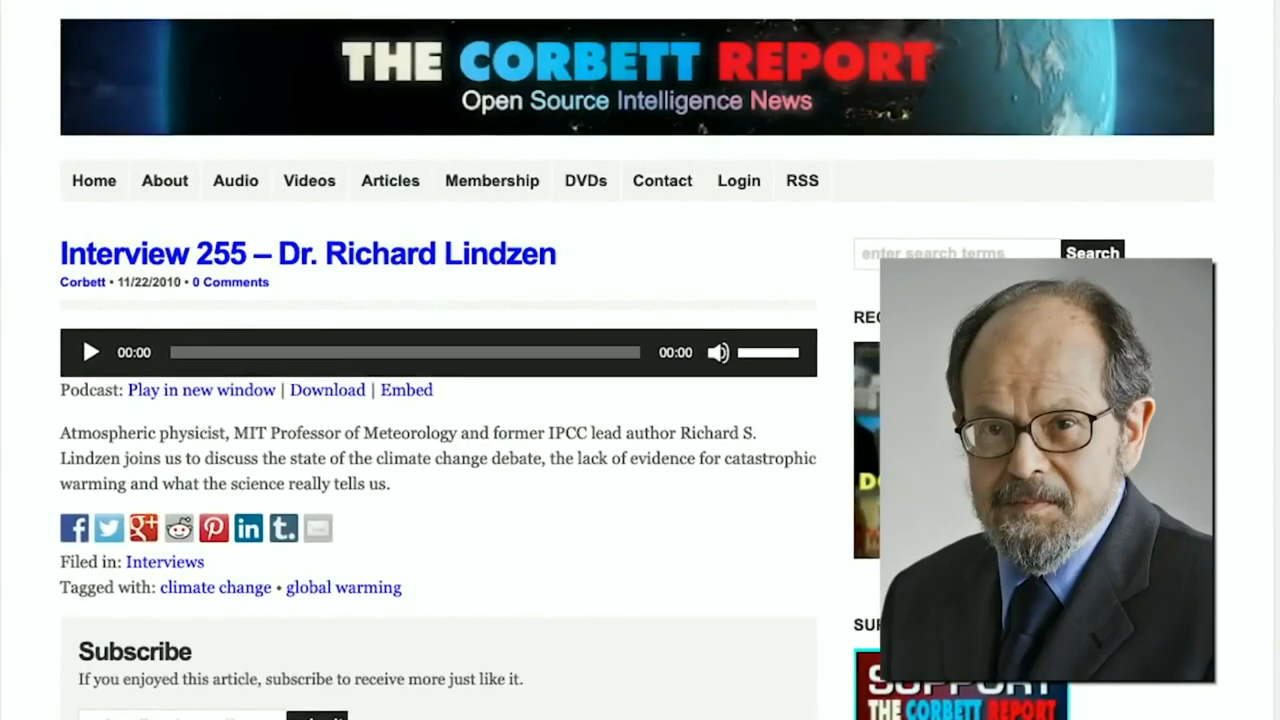 THE CORBETT REPORT
Open Source Intelligence News
Home About Audio Videos Articles Membership DVDs Contact Login RSS
Interview 255 – Dr. Richard Lindzen
Corbett • 11/22/2010 • 0 Comments
enter search terms Search
00:00 00:00
Podcast: Play in new window | Download | Embed
Atmospheric physicist, MIT Professor of Meteorology and former IPCC lead author Richard S.
Lindzen joins us to discuss the state of the climate change debate, the lack of evidence for catastrophic
warming and what the science really tells us.
Filed in: Interviews
Tagged with: climate change • global warming
Subscribe
If you enjoyed this article, subscribe to receive more just like it.
SUPPORT
THE CORBETT REPORT